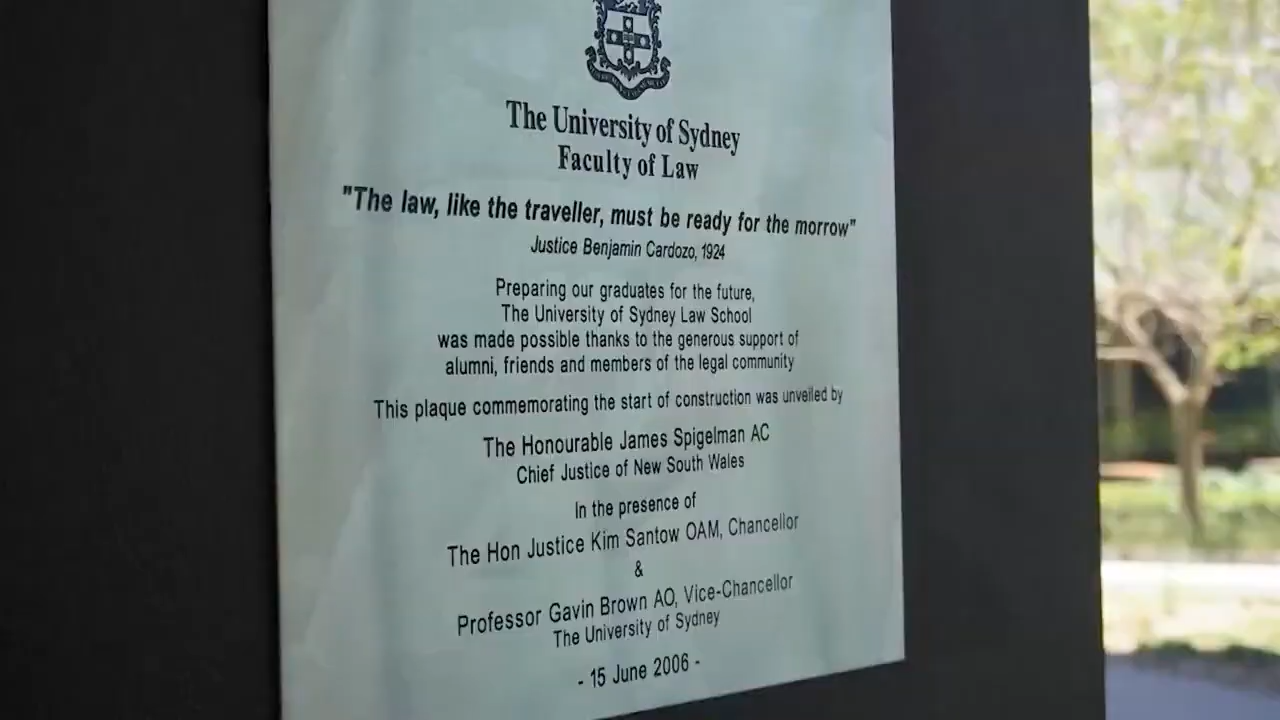 The University of Sydney
Faculty of Law
"The law, like the traveller, must be ready for the morrow"
Justice Benjamin Cardozo, 1924
Preparing our graduates for the future,
The University of Sydney Law School
was made possible thanks to the generous support of
alumni, friends and members of the legal community
This plaque commemorating the start of construction was unveiled by
The Honourable James Spigelman AC
Chief Justice of New South Wales
In the presence of
The Hon Justice Kim Santow OAM, Chancellor
&
Professor Gavin Brown AO, Vice-Chancellor
The University of Sydney
- 15 June 2006 -